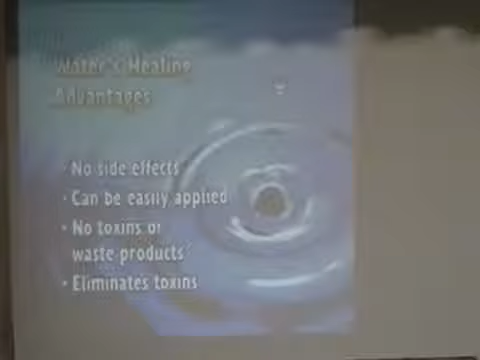 Water's Healing
Advantages
· No side effects
· Can be easily applied
· No toxins or
waste products
· Eliminates toxins